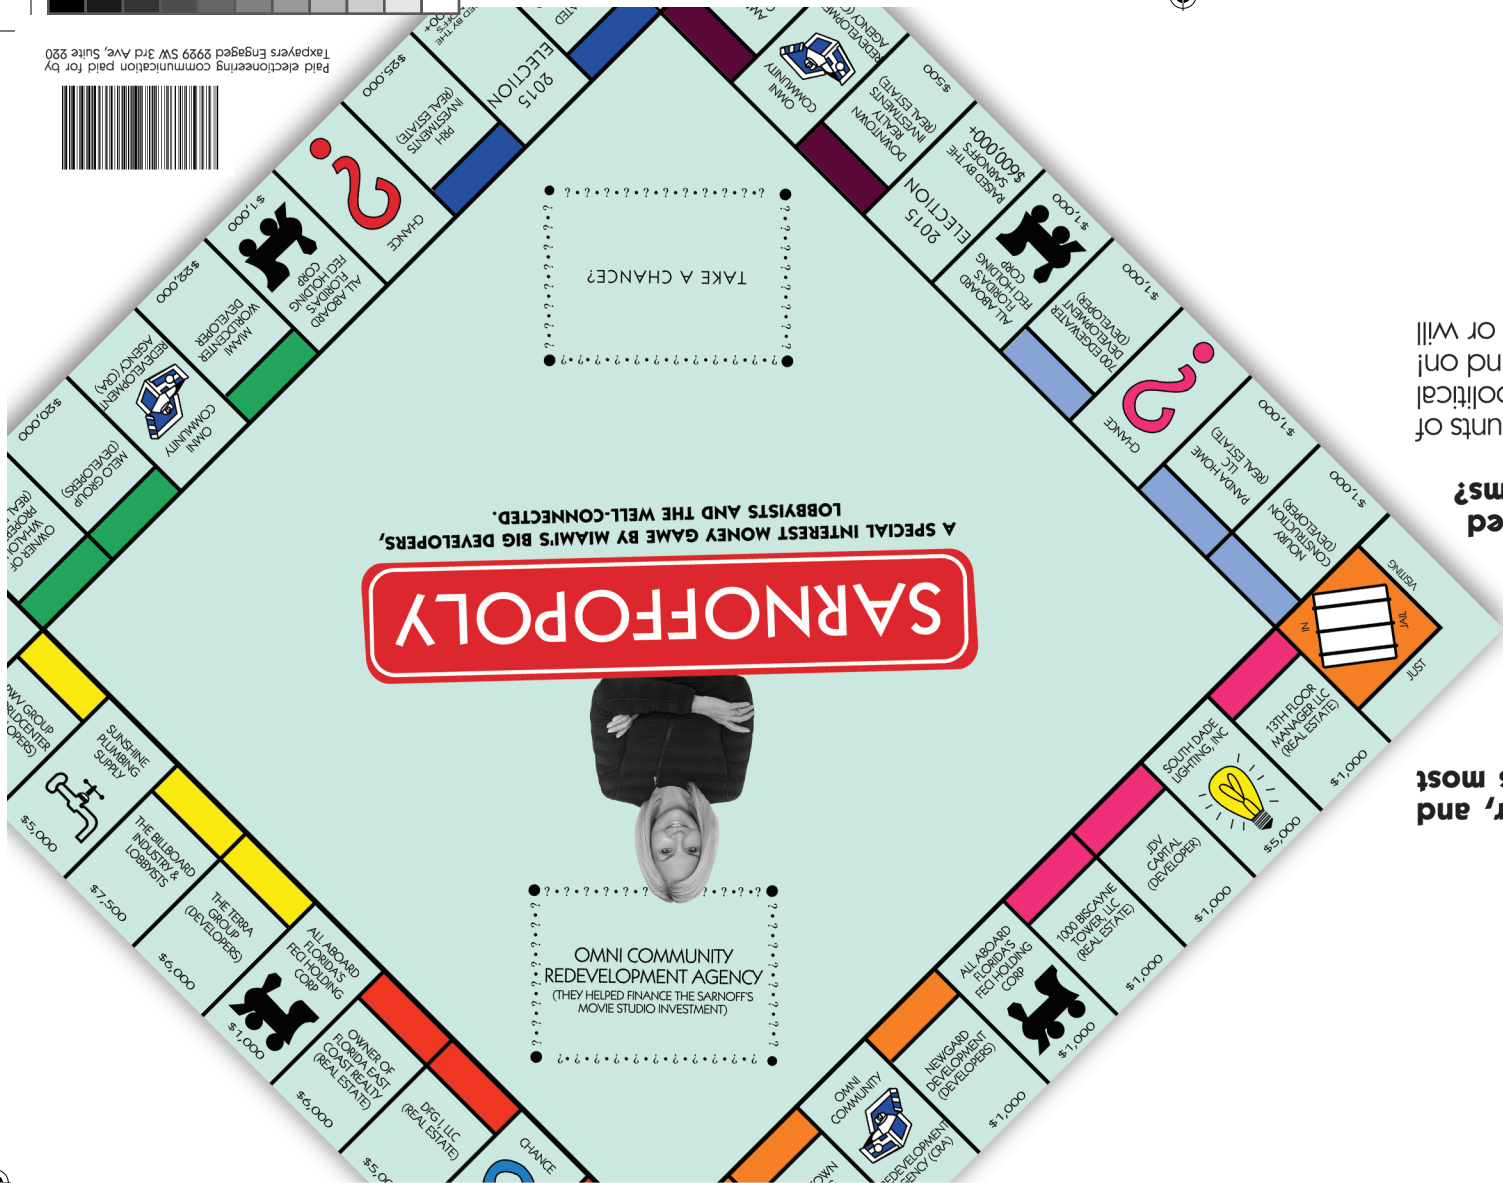 Paid electioneering communication paid for by
Taxpayers Engaged 2929 SW 3rd Ave, Suite 220
SARNOFFOPOLY
A SPECIAL INTEREST MONEY GAME BY MIAMI'S BIG DEVELOPERS,
LOBBYISTS AND THE WELL-CONNECTED.
TAKE A CHANCE?
OMNI COMMUNITY
REDEVELOPMENT AGENCY
(THEY HELPED FINANCE THE SARNOFF'S
MOVIE STUDIO INVESTMENT)
2015
ELECTION
PRH
INVESTMENTS
(REAL ESTATE)
$25,000
CHANCE
ALL ABOARD
FLORIDA'S
FECI HOLDING
CORP
$1,000
MIAMI
WORLDCENTER
DEVELOPER
$22,000
OMNI
COMMUNITY
REDEVELOPMENT
AGENCY (CRA)
MELO GROUP
(DEVELOPERS)
$20,000
OWNER OF
SUNSHINE
PLUMBING
SUPPLY
$5,000
THE BILLBOARD
INDUSTRY &
LOBBYISTS
$7,500
THE TERRA
GROUP
(DEVELOPERS)
$6,000
ALL ABOARD
FLORIDA'S
FECI HOLDING
CORP
$1,000
OWNER OF
FLORIDA EAST
COAST REALTY
(REAL ESTATE)
$6,000
DFG I, LLC
(REAL ESTATE)
CHANCE
OMNI
COMMUNITY
REDEVELOPMENT
AGENCY (CRA)
NEWGARD
DEVELOPMENT
(DEVELOPERS)
$1,000
ALL ABOARD
FLORIDA'S
FECI HOLDING
CORP
$1,000
1000 BISCAYNE
TOWER, LLC
(REAL ESTATE)
$1,000
JDV
CAPITAL
(DEVELOPER)
$1,000
SOUTH DADE
LIGHTING, INC
$5,000
13TH FLOOR
MANAGER LLC
(REAL ESTATE)
$1,000
IN
JAIL
JUST
VISITING
NOURY
CONSTRUCTION
(DEVELOPER)
$1,000
PANDA HOME
LLC
(REAL ESTATE)
$1,000
CHANCE
700 EDGEWATER
DEVELOPMENT
(DEVELOPER)
$1,000
ALL ABOARD
FLORIDA'S
FECI HOLDING
CORP
$1,000
2015
ELECTION
RAISED BY THE
SARNOFF'S
$600,000+
DOWNTOWN
REALTY
INVESTMENTS
(REAL ESTATE)
$500
OMNI
COMMUNITY
REDEVELOPMENT
AGENCY (CRA)
and
most
unts of
or will